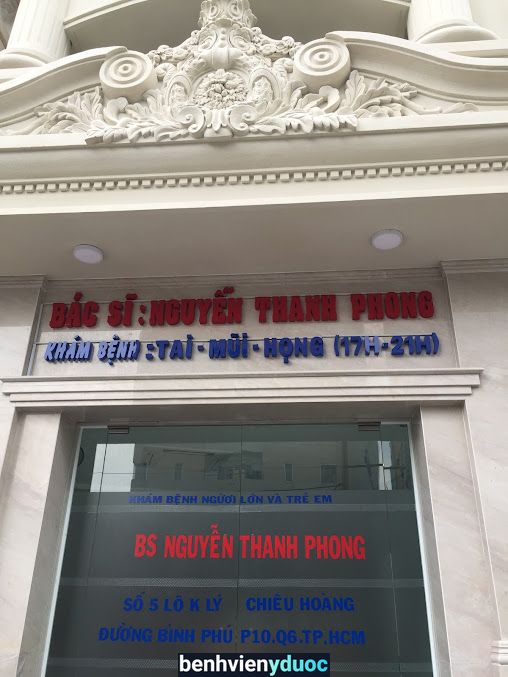 BÁC SĨ : NGUYỄN THANH PHONG
KHÁM BỆNH : TAI - MŨI - HỌNG (17H-21H)
KHÁM BỆNH NGƯỜI LỚN VÀ TRẺ EM
BS NGUYỄN THANH PHONG
SỐ 5 LÔ K LÝ CHIÊU HOÀNG
ĐƯỜNG BÌNH PHÚ P10.Q6.TP.HCM
benhvienyduoc